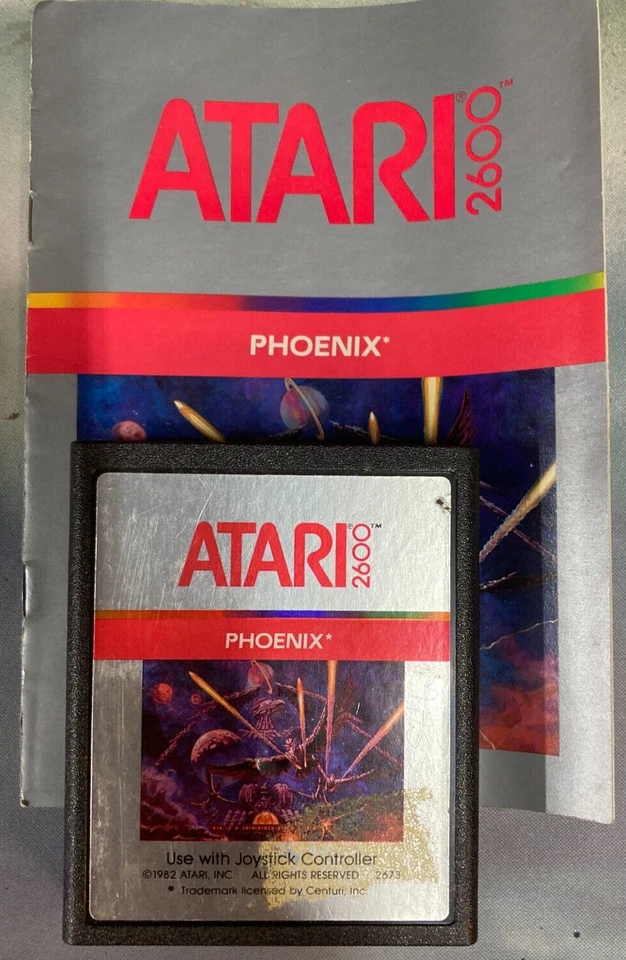 ATARI® 2600™
PHOENIX*
ATARI® 2600™
PHOENIX*
Use with Joystick Controller
©1982 ATARI, INC. ALL RIGHTS RESERVED 2673
* Trademark licensed by Centuri, Inc.